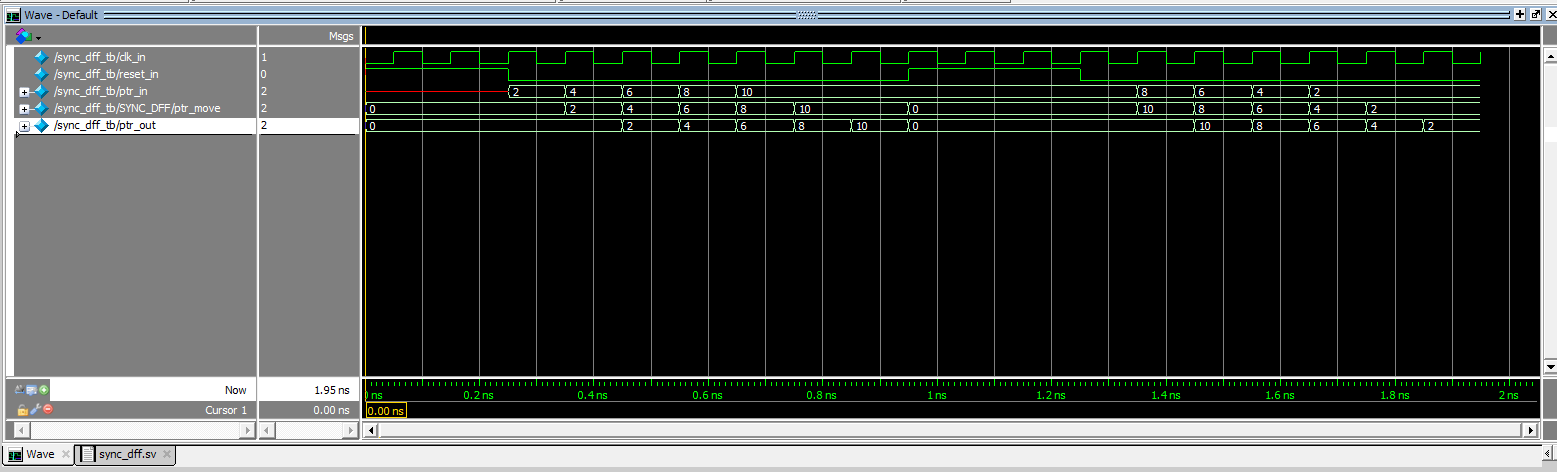 Wave - Default
Msgs
/sync_dff_tb/clk_in 1
/sync_dff_tb/reset_in 0
/sync_dff_tb/ptr_in 2 2 4 6 8 10 8 6 4 2
/sync_dff_tb/SYNC_DFF/ptr_move 2 0 2 4 6 8 10 0 10 8 6 4 2
/sync_dff_tb/ptr_out 2 0 2 4 6 8 10 0 10 8 6 4 2
Now 1.95 ns ns 0.2 ns 0.4 ns 0.6 ns 0.8 ns 1 ns 1.2 ns 1.4 ns 1.6 ns 1.8 ns 2 ns
Cursor 1 0.00 ns 0.00 ns
Wave sync_dff.sv